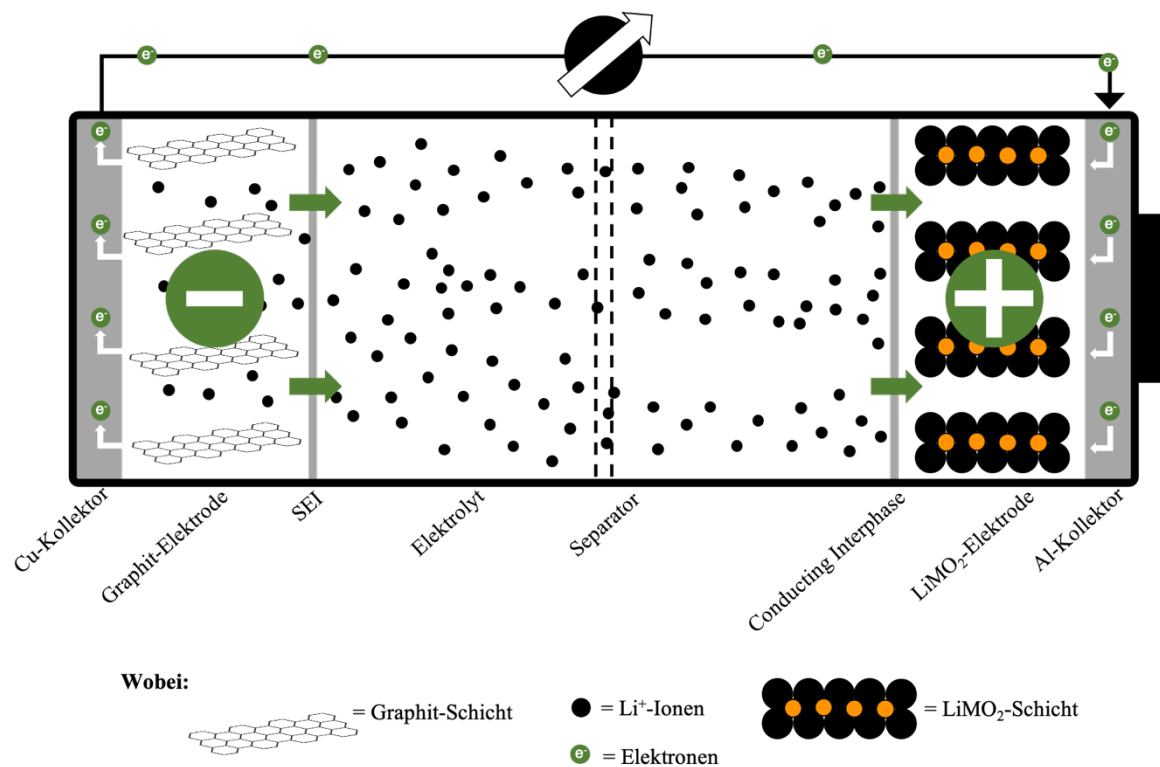 e⁻ e⁻ e⁻ e⁻
e⁻ e⁻
e⁻ e⁻
e⁻ e⁻
e⁻ e⁻
Cu-Kollektor
Graphit-Elektrode
SEI
Elektrolyt
Separator
Conducting Interphase
LiMO₂-Elektrode
Al-Kollektor
Wobei:
= Graphit-Schicht
= Li⁺-Ionen
= LiMO₂-Schicht
e⁻ = Elektronen